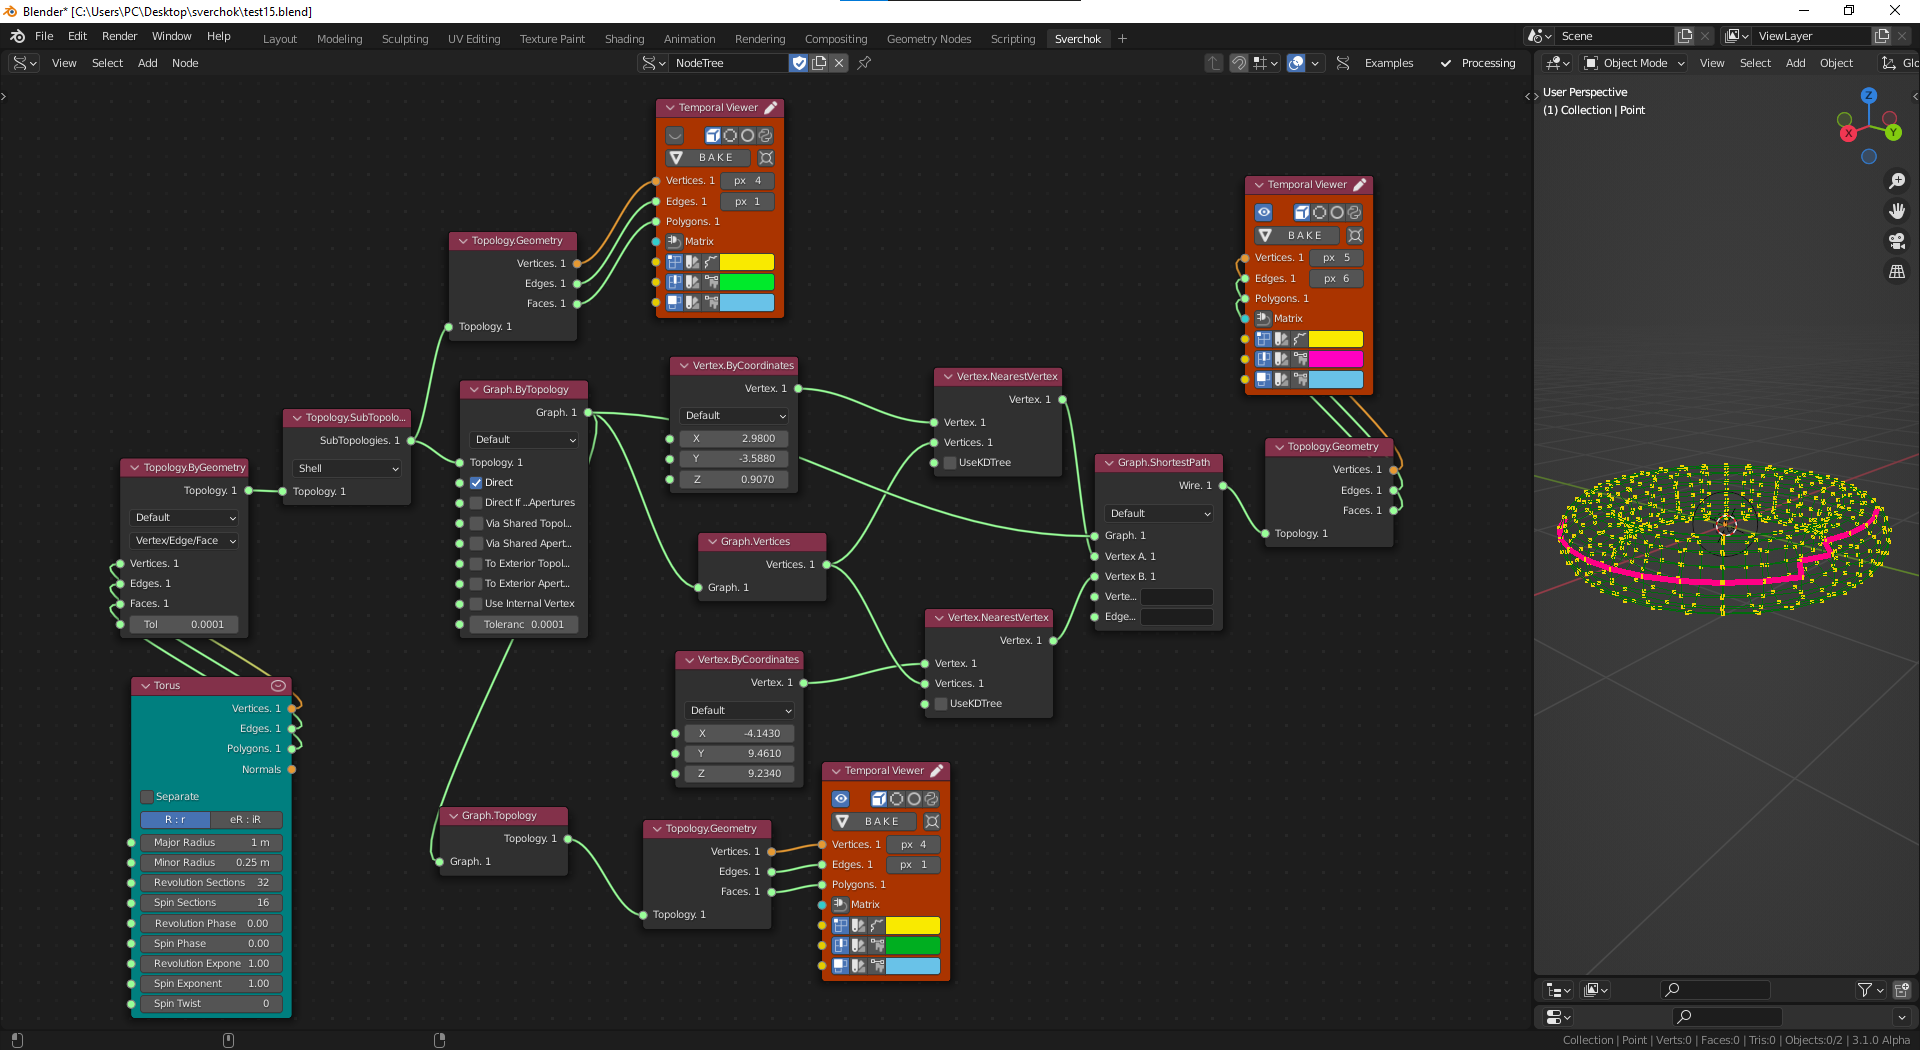 Blender* [C:\Users\PC\Desktop\sverchok\test15.blend]
File Edit Render Window Help
Layout Modeling Sculpting UV Editing Texture Paint Shading Animation Rendering Compositing Geometry Nodes Scripting Sverchok +
Scene
ViewLayer
View Select Add Node
NodeTree
Examples
Processing
Object Mode
View Select Add Object
Glo
User Perspective
(1) Collection | Point
Z
X
Y
Temporal Viewer
BAKE
Vertices. 1 px 4
Edges. 1 px 1
Polygons. 1
Matrix
Temporal Viewer
BAKE
Vertices. 1 px 5
Edges. 1 px 6
Polygons. 1
Matrix
Topology.Geometry
Vertices. 1
Edges. 1
Faces. 1
Topology. 1
Vertex.ByCoordinates
Vertex. 1
Default
X 2.9800
Y -3.5880
Z 0.9070
Vertex.NearestVertex
Vertex. 1
Vertex. 1
Vertices. 1
UseKDTree
Graph.ByTopology
Graph. 1
Default
Topology. 1
Direct
Direct If ..Apertures
Via Shared Topol..
Via Shared Apert..
To Exterior Topol..
To Exterior Apert..
Use Internal Vertex
Toleranc 0.0001
Topology.SubTopolo...
SubTopologies. 1
Shell
Topology. 1
Topology.ByGeometry
Topology. 1
Default
Vertex/Edge/Face
Vertices. 1
Edges. 1
Faces. 1
Tol 0.0001
Graph.ShortestPath
Wire. 1
Default
Graph. 1
Vertex A. 1
Vertex B. 1
Verte...
Edge...
Topology.Geometry
Vertices. 1
Edges. 1
Faces. 1
Topology. 1
Graph.Vertices
Vertices. 1
Graph. 1
Vertex.NearestVertex
Vertex. 1
Vertex. 1
Vertices. 1
UseKDTree
Vertex.ByCoordinates
Vertex. 1
Default
X -4.1430
Y 9.4610
Z 9.2340
Torus
Vertices. 1
Edges. 1
Polygons. 1
Normals
Separate
R : r eR : iR
Major Radius 1 m
Minor Radius 0.25 m
Revolution Sections 32
Spin Sections 16
Revolution Phase 0.00
Spin Phase 0.00
Revolution Expone 1.00
Spin Exponent 1.00
Spin Twist 0
Graph.Topology
Topology. 1
Graph. 1
Topology.Geometry
Vertices. 1
Edges. 1
Faces. 1
Topology. 1
Temporal Viewer
BAKE
Vertices. 1 px 4
Edges. 1 px 1
Polygons. 1
Matrix
Collection | Point | Verts:0 | Faces:0 | Tris:0 | Objects:0/2 | 3.1.0 Alpha